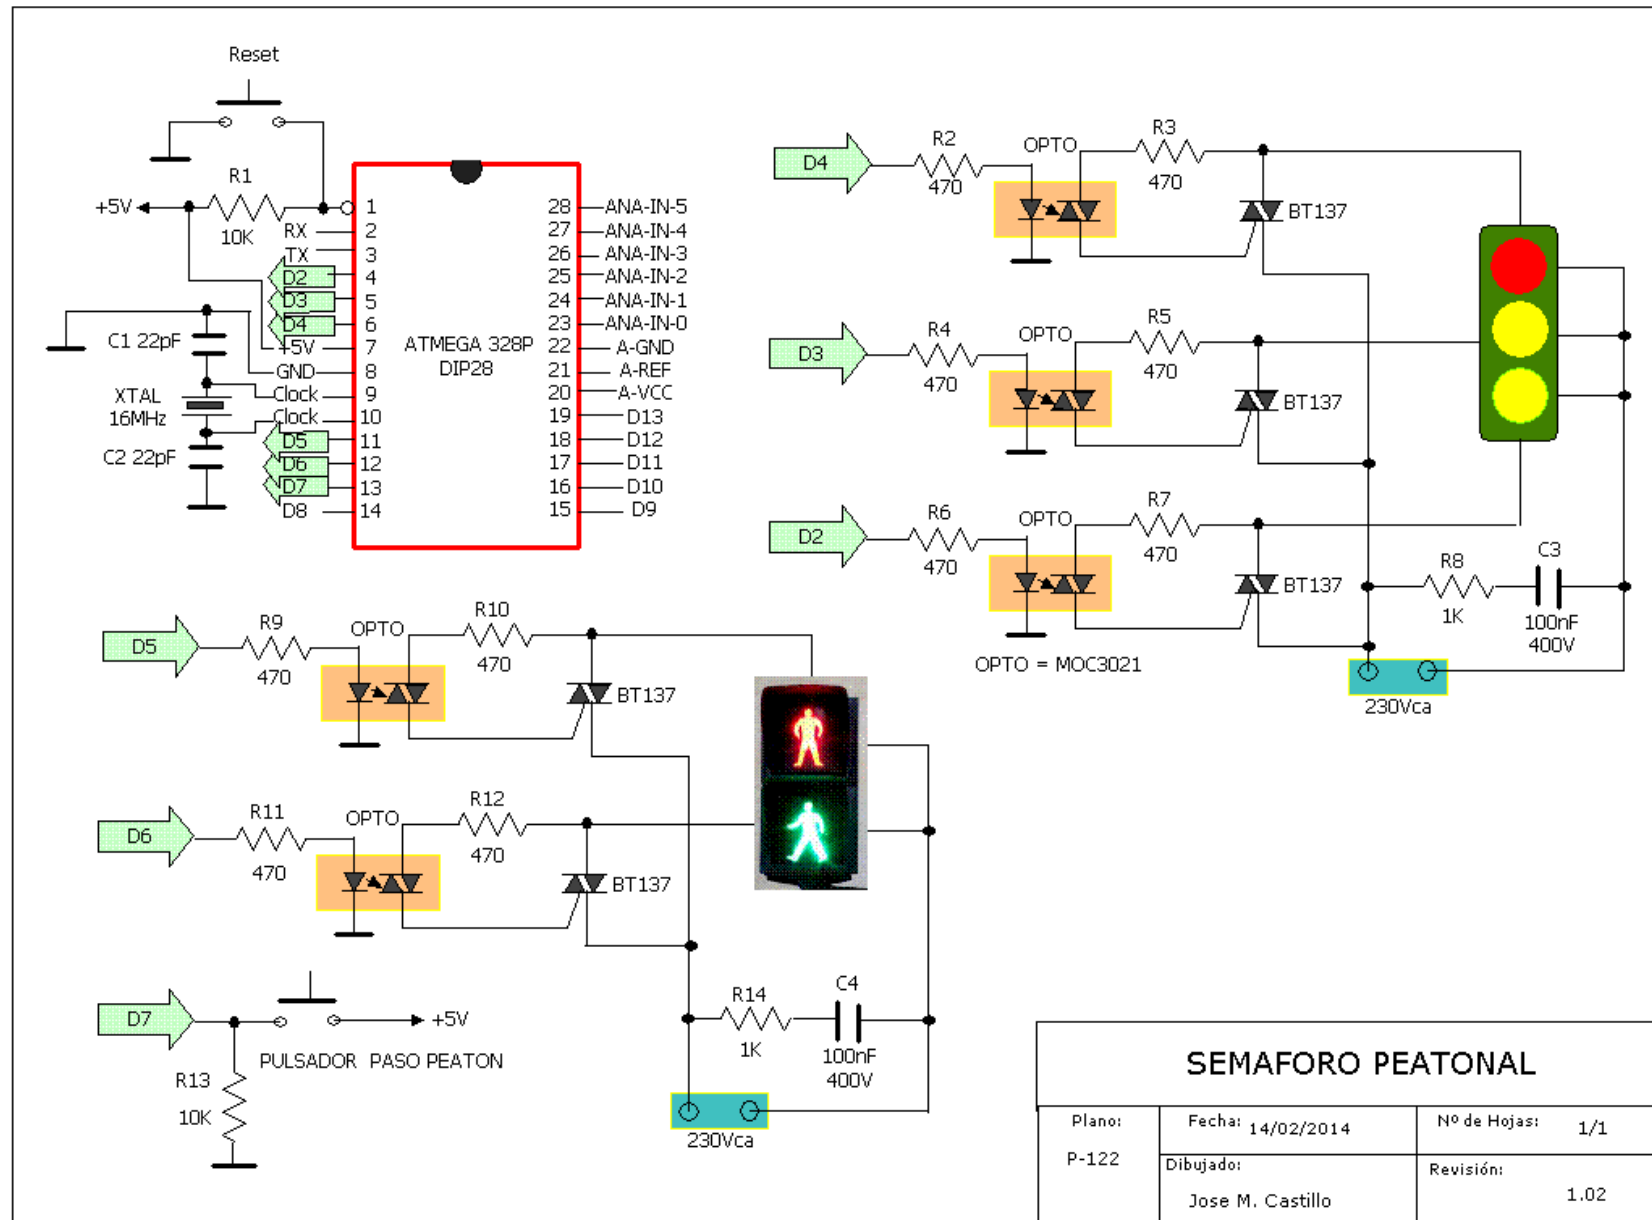 Reset
R1
+5V
10K
RX
TX
D2
D3
D4
+5V
GND
Clock
Clock
D5
D6
D7
D8
C1 22pF
XTAL
16MHz
C2 22pF
1
2
3
4
5
6
7
8
9
10
11
12
13
14
ATMEGA 328P
DIP28
28
27
26
25
24
23
22
21
20
19
18
17
16
15
ANA-IN-5
ANA-IN-4
ANA-IN-3
ANA-IN-2
ANA-IN-1
ANA-IN-0
A-GND
A-REF
A-VCC
D13
D12
D11
D10
D9
D4
R2
470
OPTO
R3
470
BT137
D3
R4
470
OPTO
R5
470
BT137
D2
R6
470
OPTO
R7
470
BT137
OPTO = MOC3021
R8
1K
C3
100nF
400V
230Vca
D5
R9
470
OPTO
R10
470
BT137
D6
R11
470
OPTO
R12
470
BT137
D7
+5V
PULSADOR PASO PEATON
R13
10K
R14
1K
C4
100nF
400V
230Vca
SEMAFORO PEATONAL
Plano:
P-122
Fecha: 14/02/2014
Nº de Hojas: 1/1
Dibujado:
Jose M. Castillo
Revisión:
1.02